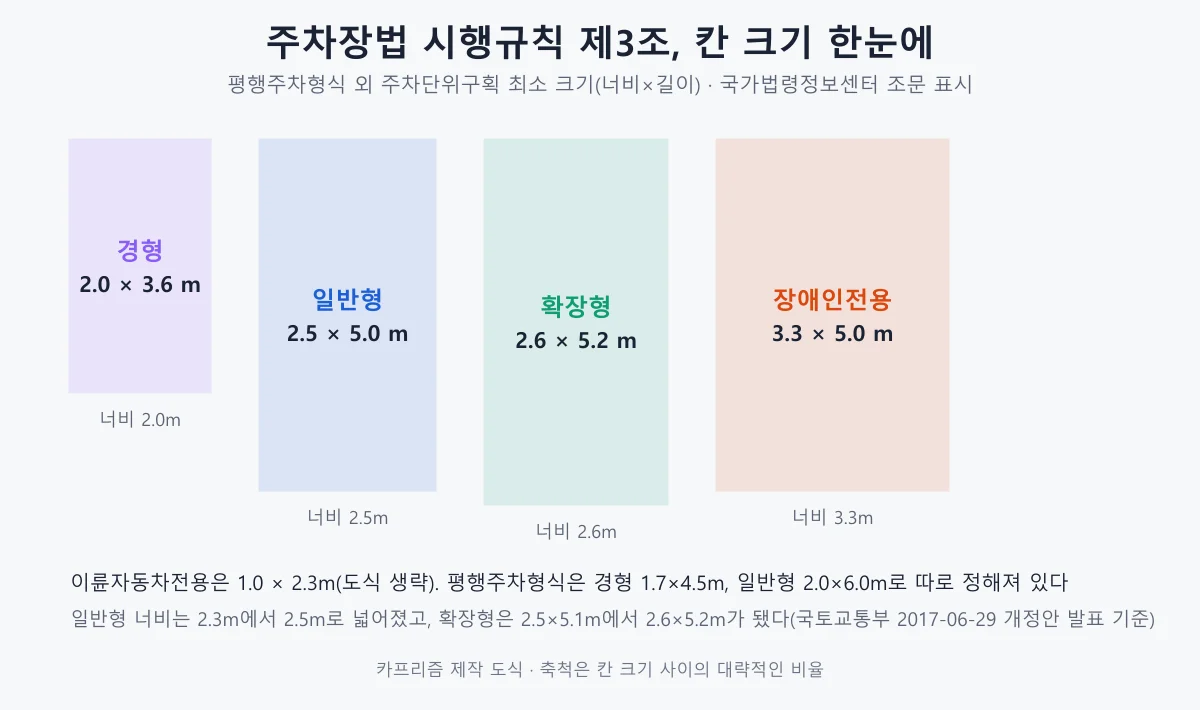 주차장법 시행규칙 제3조, 칸 크기 한눈에
평행주차형식 외 주차단위구획 최소 크기(너비×길이) · 국가법령정보센터 조문 표시
경형
2.0 × 3.6 m
너비 2.0m
일반형
2.5 × 5.0 m
너비 2.5m
확장형
2.6 × 5.2 m
너비 2.6m
장애인전용
3.3 × 5.0 m
너비 3.3m
이륜자동차전용은 1.0 × 2.3m(도식 생략). 평행주차형식은 경형 1.7×4.5m, 일반형 2.0×6.0m로 따로 정해져 있다
일반형 너비는 2.3m에서 2.5m로 넓어졌고, 확장형은 2.5×5.1m에서 2.6×5.2m가 됐다(국토교통부 2017-06-29 개정안 발표 기준)
카프리즘 제작 도식 · 축척은 칸 크기 사이의 대략적인 비율